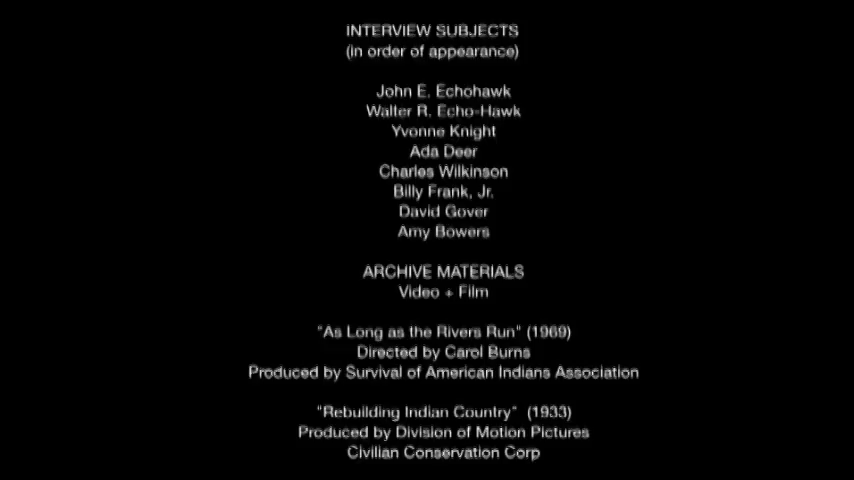 INTERVIEW SUBJECTS
(in order of appearance)
John E. Echohawk
Walter R. Echo-Hawk
Yvonne Knight
Ada Deer
Charles Wilkinson
Billy Frank, Jr.
David Gover
Amy Bowers
ARCHIVE MATERIALS
Video + Film
"As Long as the Rivers Run" (1969)
Directed by Carol Burns
Produced by Survival of American Indians Association
"Rebuilding Indian Country" (1933)
Produced by Division of Motion Pictures
Civilian Conservation Corp